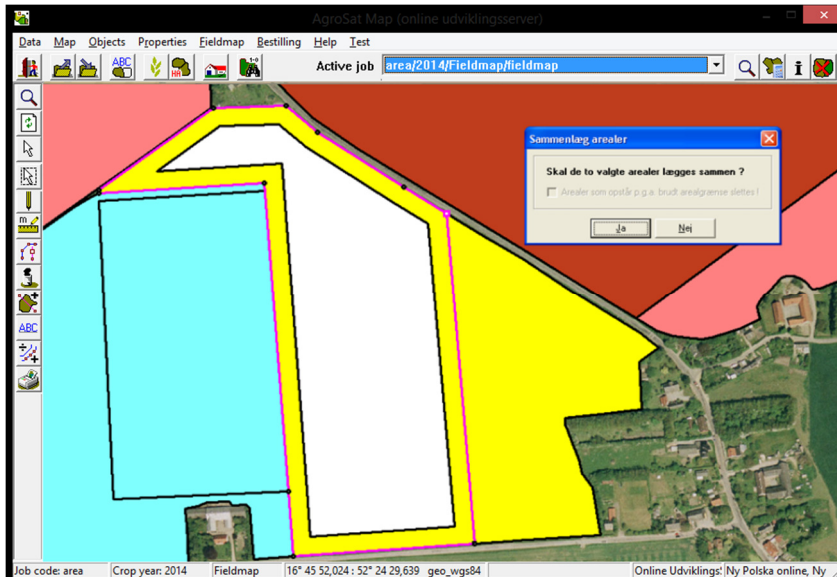 AgroSat Map (online udviklingsserver)
Data Map Objects Properties Fieldmap Bestilling Help Test
ABC HA 1-0 Active job area/2014/Fieldmap/fieldmap i
m
ABC
Sammenlæg arealer
Skal de to valgte arealer lægges sammen ?
Arealer som opstår p.g.a. brudt arealgrænse slettes !
Ja Nej
Job code: area Crop year: 2014 Fieldmap 16° 45 52,024 : 52° 24 29,639 geo_wgs84 Online Udviklings: Ny Polska online, Ny